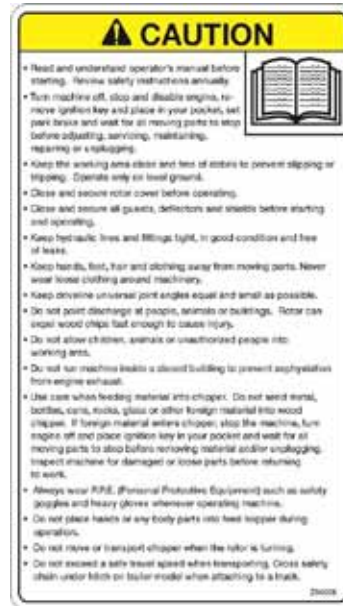 CAUTION
• Read and understand operator's manual before
starting. Review safety instructions annually.
• Turn machine off, stop and disable engine, re-
move ignition key and place in your pocket, set
park brake and wait for all moving parts to stop
before adjusting, servicing, maintaining,
repairing or unplugging.
• Keep the working area clean and free of debris to prevent slipping or
tripping. Operate only on level ground.
• Close and secure rotor cover before operating.
• Close and secure all guards, deflectors and shields before starting
and operating.
• Keep hydraulic lines and fittings tight, in good condition and free
of leaks.
• Keep hands, feet, hair and clothing away from moving parts. Never
wear loose clothing around machinery.
• Keep driveline universal joint angles equal and small as possible.
• Do not point discharge at people, animals or buildings. Rotor can
expel wood chips fast enough to cause injury.
• Do not allow children, animals or unauthorized people into
working area.
• Do not run machine inside a closed building to prevent asphyxiation
from engine exhaust.
• Use care when feeding material into chipper. Do not send metal,
bottles, cans, rocks, glass or other foreign material into wood
chipper. If foreign material enters chipper, stop the machine, turn
engine off and place ignition key in your pocket and wait for all
moving parts to stop before removing material and/or unplugging.
Inspect machine for damaged or loose parts before returning
to work.
• Always wear P.P.E. (Personal Protective Equipment) such as safety
goggles and heavy gloves whenever operating machine.
• Do not place hands or any body parts into feed hopper during
operation.
• Do not move or transport chipper when the rotor is turning.
• Do not exceed a safe travel speed when transporting. Cross safety
chain under hitch on trailer model when attaching to a truck.